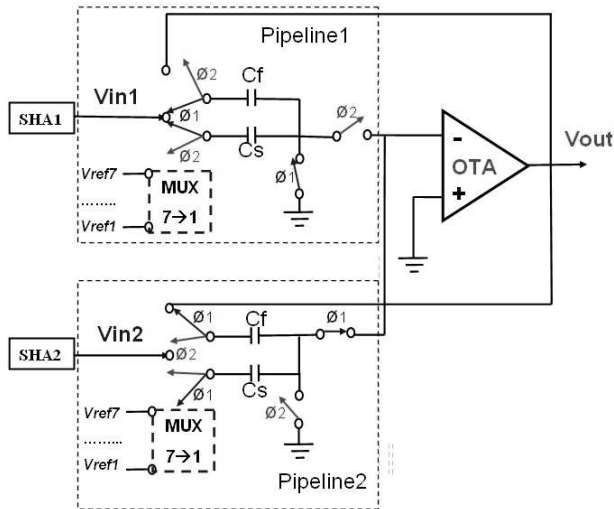 Pipeline1
Ø2
Cf
SHA1
Vin1
Ø1
Ø2
Cs
Ø2
Vref7
MUX
.........
7→1
Vref1
Ø1
-
OTA
+
Vout
Ø1
Cf
Ø1
Vin2
SHA2
Ø2
Cs
Ø1
Vref7
MUX
.........
7→1
Vref1
Ø2
Pipeline2